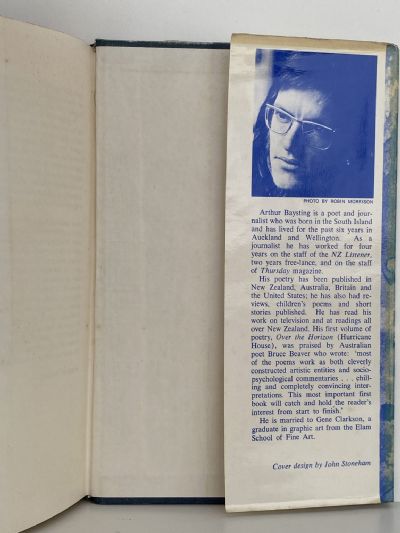 PHOTO BY ROBIN MORRISON
Arthur Baysting is a poet and jour-
nalist who was born in the South Island
and has lived for the past six years in
Auckland and Wellington. As a
journalist he has worked for four
years on the staff of the NZ Listener,
two years free-lance, and on the staff
of Thursday magazine.
His poetry has been published in
New Zealand, Australia, Britain and
the United States; he has also had re-
views, children's poems and short
stories published. He has read his
work on television and at readings all
over New Zealand. His first volume of
poetry, Over the Horizon (Hurricane
House), was praised by Australian
poet Bruce Beaver who wrote: 'most
of the poems work as both cleverly
constructed artistic entities and socio-
psychological commentaries . . . chill-
ing and completely convincing inter-
pretations. This most important first
book will catch and hold the reader's
interest from start to finish.'
He is married to Gene Clarkson, a
graduate in graphic art from the Elam
School of Fine Art.
Cover design by John Stoneham